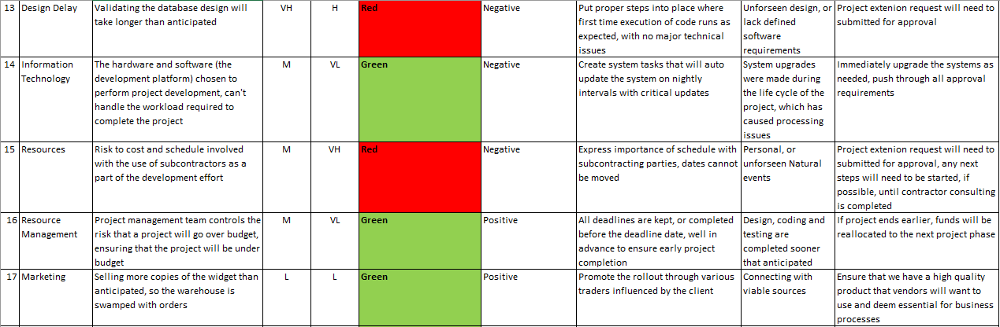 13 Design Delay Validating the database design will VH H Red Negative Put proper steps into place where Unforseen design, or Project extenion request will need to
take longer than anticipated first time execution of code runs as lack defined submitted for approval
expected, with no major technical software
issues requirements
14 Information The hardware and software (the M VL Green Negative Create system tasks that will auto System upgrades Immediately upgrade the systems as
Technology development platform) chosen to update the system on nightly were made during needed, push through all approval
perform project development, can't intervals with critical updates the life cycle of the requirements
handle the workload required to project, which has
complete the project caused processing
issues
15 Resources Risk to cost and schedule involved M VH Red Negative Express importance of schedule with Personal, or Project extenion request will need to
with the use of subcontractors as a subcontracting parties, dates cannot unforseen Natural submitted for approval, any next
part of the development effort be moved events steps will need to be started, if
possible, until contractor consulting
is completed
16 Resource Project management team controls the M VL Green Positive All deadlines are kept, or completed Design, coding and If project ends earlier, funds will be
Management risk that a project will go over budget, before the deadline date, well in testing are reallocated to the next project phase
ensuring that the project will be under advance to ensure early project completed sooner
budget completion that anticipated
17 Marketing Selling more copies of the widget than L L Green Positive Promote the rollout through various Connecting with Ensure that we have a high quality
anticipated, so the warehouse is traders influenced by the client viable sources product that vendors will want to
swamped with orders use and deem essential for business
processes